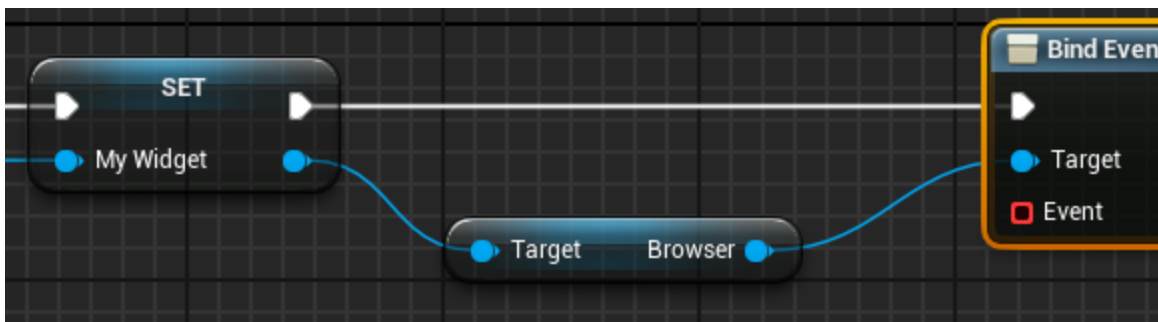 SET
My Widget
Target Browser
Bind Even
Target
Event